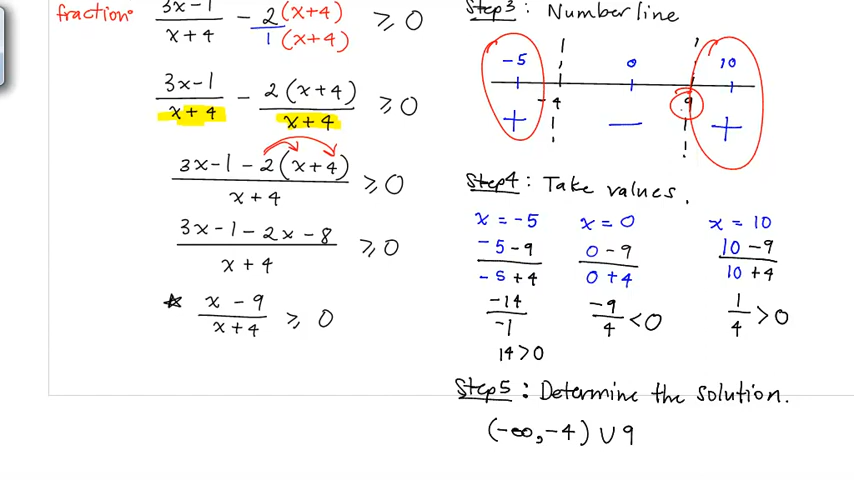 fraction:
3x-1/x+4 - 2(x+4)/1(x+4) ≥ 0
3x-1/x+4 - 2(x+4)/x+4 ≥ 0
3x-1-2(x+4)/x+4 ≥ 0
3x-1-2x-8/x+4 ≥ 0
☆ x-9/x+4 ≥ 0
Step3: Number line
-5 0 10
-4 9
+ - +
Step4: Take values.
x = -5 x = 0 x = 10
-5-9/-5+4 0-9/0+4 10-9/10+4
-14/-1 -9/4 < 0 1/4 > 0
14 > 0
Step5: Determine the solution.
(-∞, -4) ∪ 9